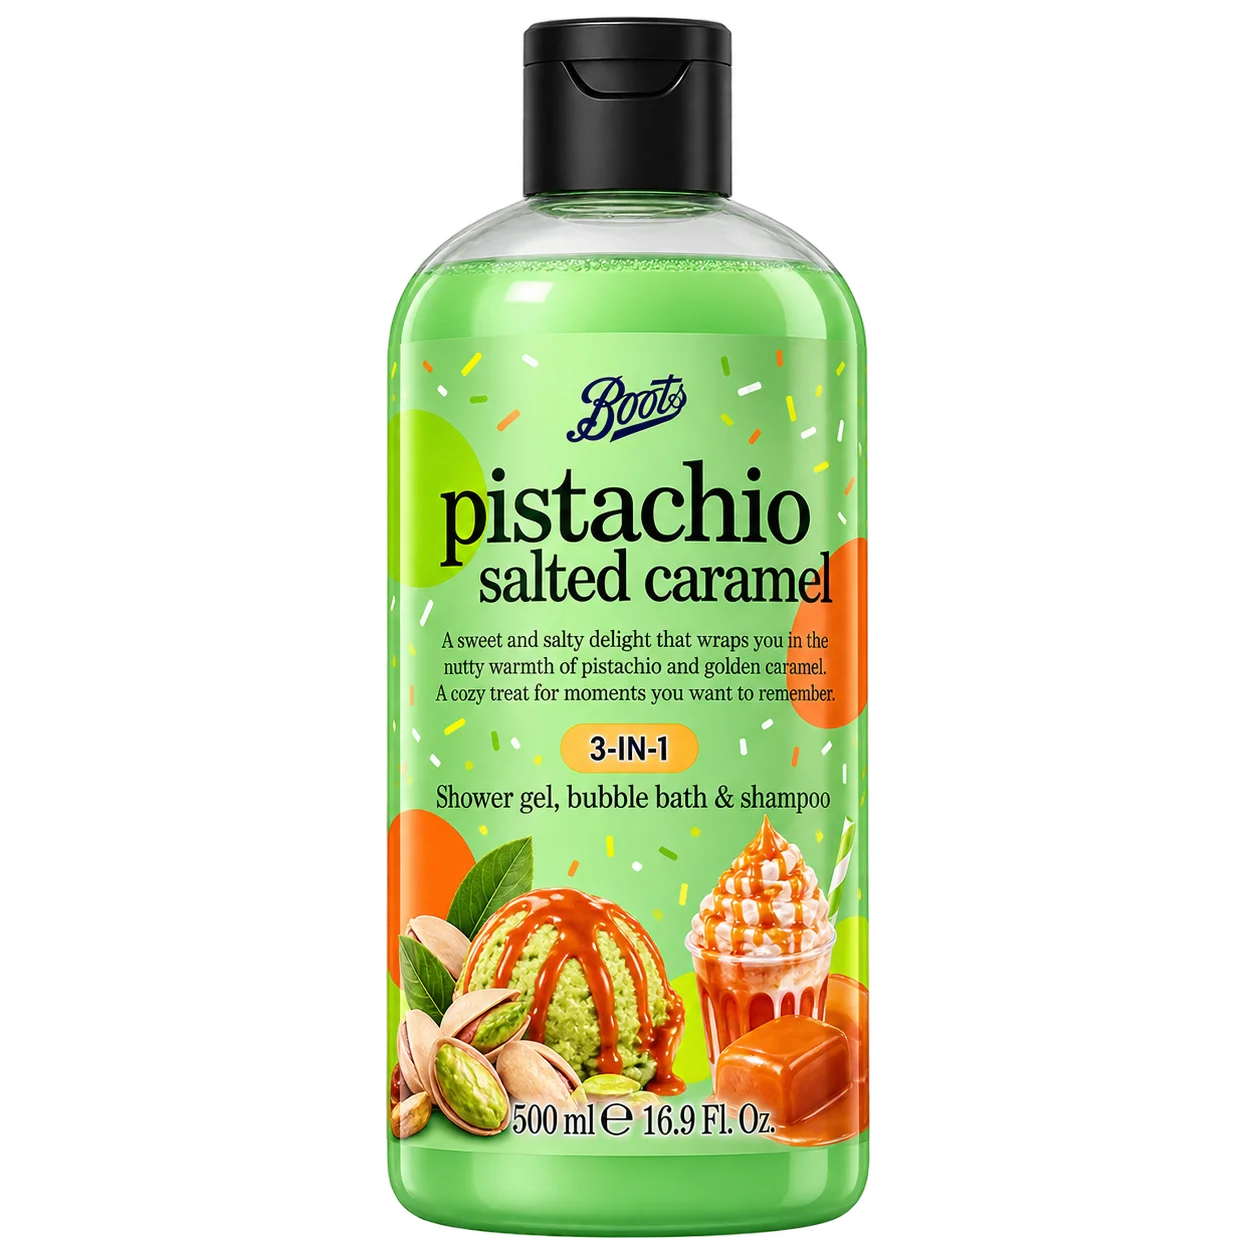 Boots
pistachio
salted caramel
A sweet and salty delight that wraps you in the
nutty warmth of pistachio and golden caramel.
A cozy treat for moments you want to remember.
3-IN-1
Shower gel, bubble bath & shampoo
500 ml ℮ 16.9 Fl. Oz.